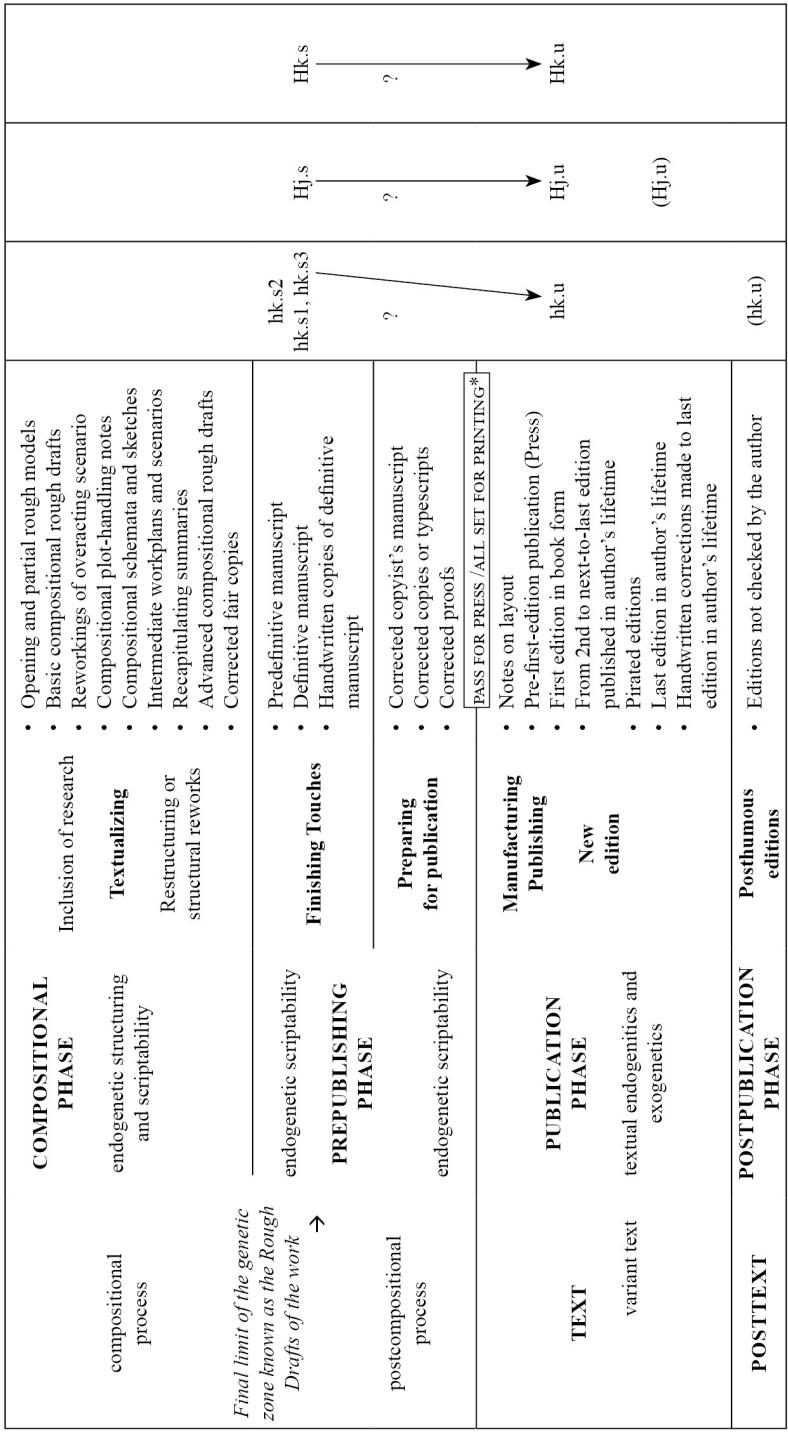 compositional
process
COMPOSITIONAL
PHASE
endogenetic structuring
and scriptability
Inclusion of research
Textualizing
Restructuring or
structural reworks
• Opening and partial rough models
• Basic compositional rough drafts
• Reworkings of overacting scenario
• Compositional plot-handling notes
• Compositional schemata and sketches
• Intermediate workplans and scenarios
• Recapitulating summaries
• Advanced compositional rough drafts
• Corrected fair copies
Final limit of the genetic
zone known as the Rough
Drafts of the work
→
postcompositional
process
endogenetic scriptability
PREPUBLISHING
PHASE
endogenetic scriptability
Finishing Touches
• Predefinitive manuscript
• Definitive manuscript
• Handwritten copies of definitive
manuscript
hk.s2
hk.s1, hk.s3
Hj.s
Hk.s
Preparing
for publication
• Corrected copyist's manuscript
• Corrected copies or typescripts
• Corrected proofs
?
?
?
PASS FOR PRESS /ALL SET FOR PRINTING*
TEXT
variant text
PUBLICATION
PHASE
textual endogenitics and
exogenetics
Manufacturing
Publishing
New
edition
• Notes on layout
• Pre-first-edition publication (Press)
• First edition in book form
• From 2nd to next-to-last edition
published in author's lifetime
• Pirated editions
• Last edition in author's lifetime
• Handwritten corrections made to last
edition in author's lifetime
hk.u
Hj.u
Hk.u
(Hj.u)
POSTTEXT
POSTPUBLICATION
PHASE
Posthumous
editions
• Editions not checked by the author
(hk.u)